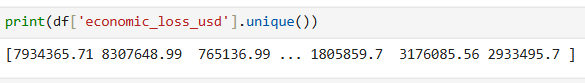 print(df['economic_loss_usd'].unique())
[7934365.71 8307648.99  765136.99 ... 1805859.7  3176085.56 2933495.7 ]